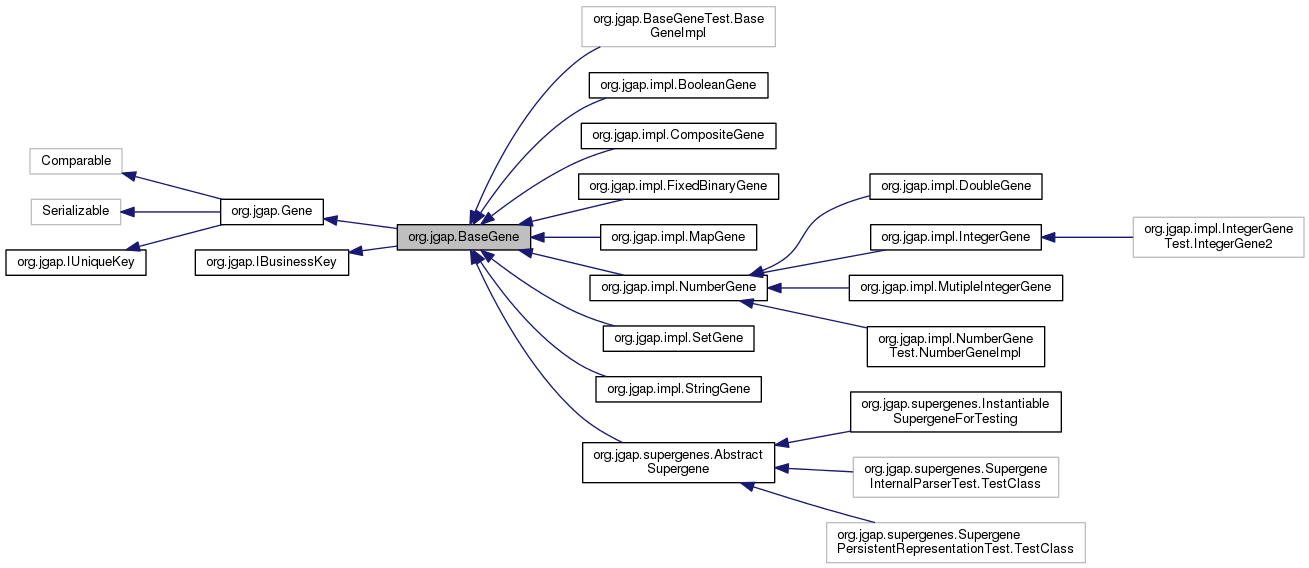 org.jgap.BaseGeneTest.Base
GeneImpl
org.jgap.impl.BooleanGene
org.jgap.impl.CompositeGene
Comparable
org.jgap.impl.FixedBinaryGene
org.jgap.impl.DoubleGene
Serializable
org.jgap.Gene
org.jgap.BaseGene
org.jgap.impl.MapGene
org.jgap.impl.IntegerGene
org.jgap.impl.IntegerGene
Test.IntegerGene2
org.jgap.IUniqueKey
org.jgap.IBusinessKey
org.jgap.impl.NumberGene
org.jgap.impl.MutipleIntegerGene
org.jgap.impl.SetGene
org.jgap.impl.NumberGene
Test.NumberGeneImpl
org.jgap.impl.StringGene
org.jgap.supergenes.Instantiable
SupergeneForTesting
org.jgap.supergenes.Abstract
Supergene
org.jgap.supergenes.Supergene
InternalParserTest.TestClass
org.jgap.supergenes.Supergene
PersistentRepresentationTest.TestClass